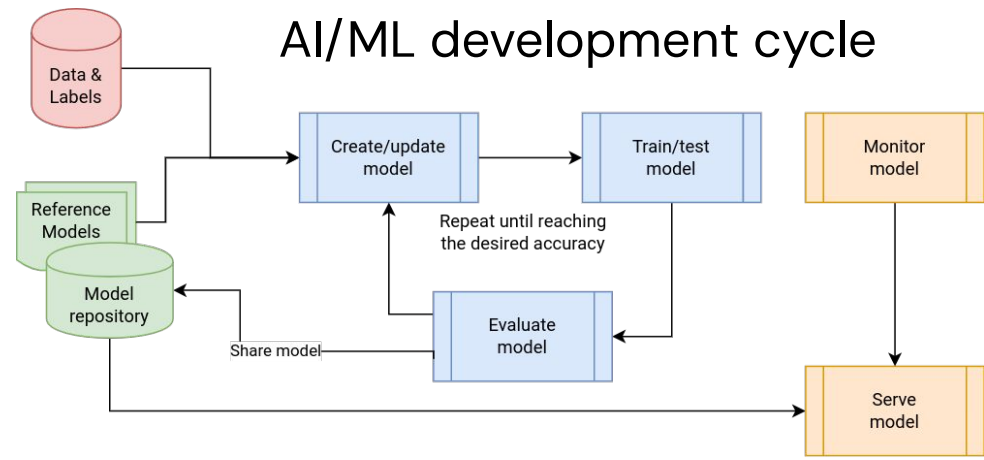 AI/ML development cycle
Data &
Labels
Create/update
model
Train/test
model
Monitor
model
Reference
Models
Repeat until reaching
the desired accuracy
Model
repository
Evaluate
model
Share model
Serve
model